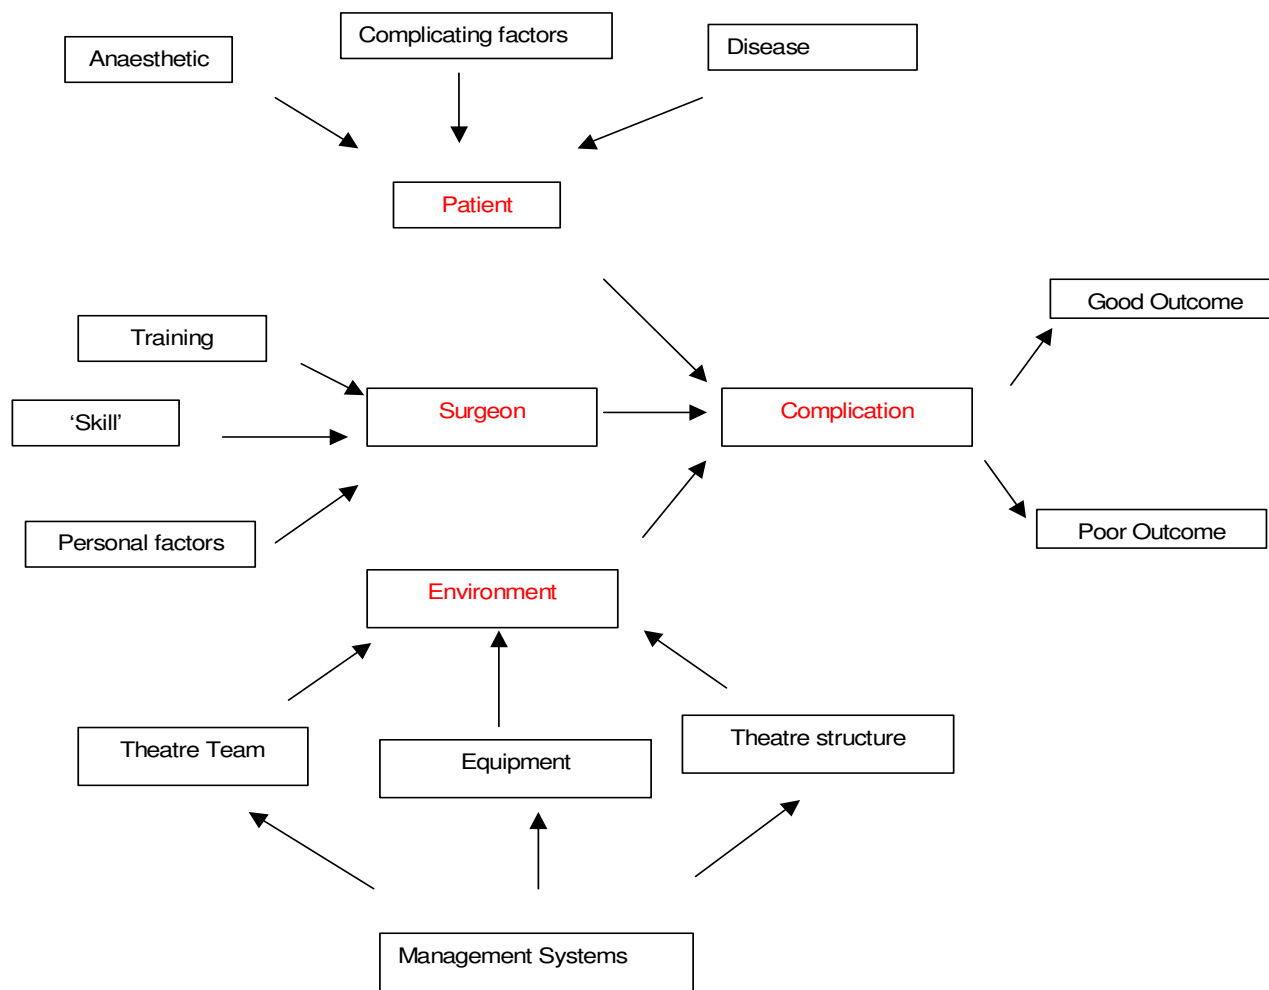 Complicating factors
Anaesthetic
Disease
Patient
Good Outcome
Training
‘Skill’
Surgeon
Complication
Personal factors
Poor Outcome
Environment
Theatre Team
Equipment
Theatre structure
Management Systems